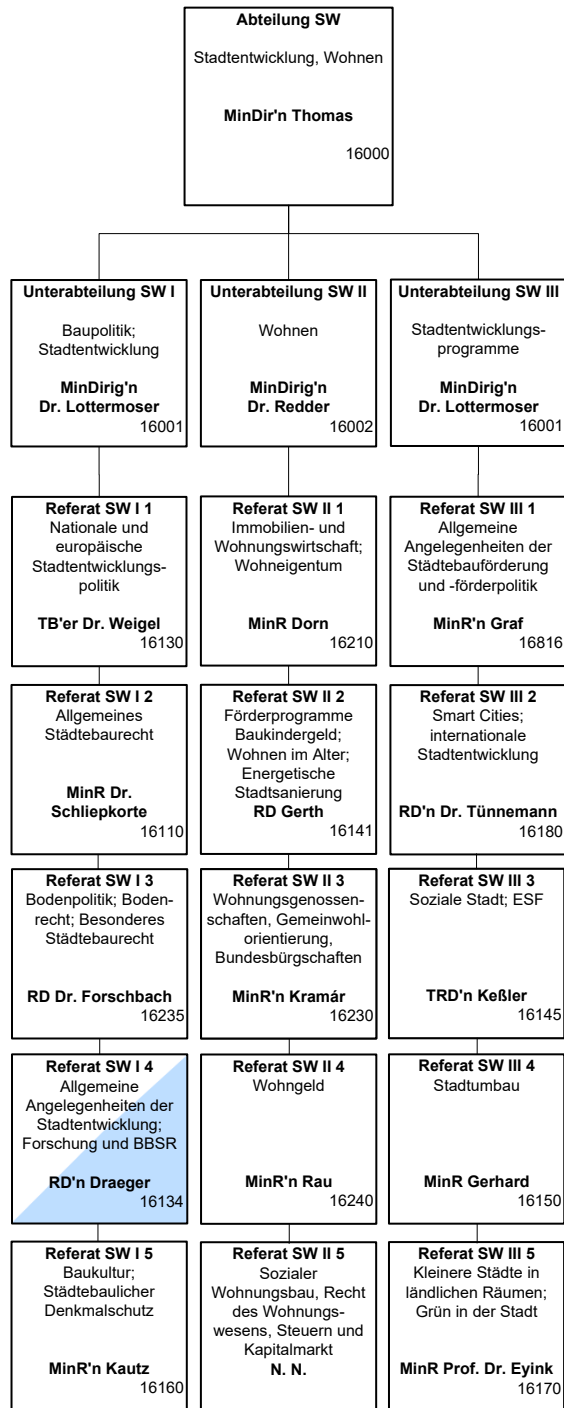 Abteilung SW
Stadtentwicklung, Wohnen
MinDir'n Thomas
16000
Unterabteilung SW I
Baupolitik;
Stadtentwicklung
MinDirig'n
Dr. Lottermoser
16001
Unterabteilung SW II
Wohnen
MinDirig'n
Dr. Redder
16002
Unterabteilung SW III
Stadtentwicklungs-
programme
MinDirig'n
Dr. Lottermoser
16001
Referat SW I 1
Nationale und
europäische
Stadtentwicklungs-
politik
TB'er Dr. Weigel
16130
Referat SW II 1
Immobilien- und
Wohnungswirtschaft;
Wohneigentum
MinR Dorn
16210
Referat SW III 1
Allgemeine
Angelegenheiten der
Städtebauförderung
und -förderpolitik
MinR'n Graf
16816
Referat SW I 2
Allgemeines
Städtebaurecht
MinR Dr.
Schliepkorte
16110
Referat SW II 2
Förderprogramme
Baukindergeld;
Wohnen im Alter;
Energetische
Stadtsanierung
RD Gerth
16141
Referat SW III 2
Smart Cities;
internationale
Stadtentwicklung
RD'n Dr. Tünnemann
16180
Referat SW I 3
Bodenpolitik; Boden-
recht; Besonderes
Städtebaurecht
RD Dr. Forschbach
16235
Referat SW II 3
Wohnungsgenossen-
schaften, Gemeinwohl-
orientierung,
Bundesbürgschaften
MinR'n Kramár
16230
Referat SW III 3
Soziale Stadt; ESF
TRD'n Keßler
16145
Referat SW I 4
Allgemeine
Angelegenheiten der
Stadtentwicklung;
Forschung und BBSR
RD'n Draeger
16134
Referat SW II 4
Wohngeld
MinR'n Rau
16240
Referat SW III 4
Stadtumbau
MinR Gerhard
16150
Referat SW I 5
Baukultur;
Städtebaulicher
Denkmalschutz
MinR'n Kautz
16160
Referat SW II 5
Sozialer
Wohnungsbau, Recht
des Wohnungs-
wesens, Steuern und
Kapitalmarkt
N. N.
Referat SW III 5
Kleinere Städte in
ländlichen Räumen;
Grün in der Stadt
MinR Prof. Dr. Eyink
16170